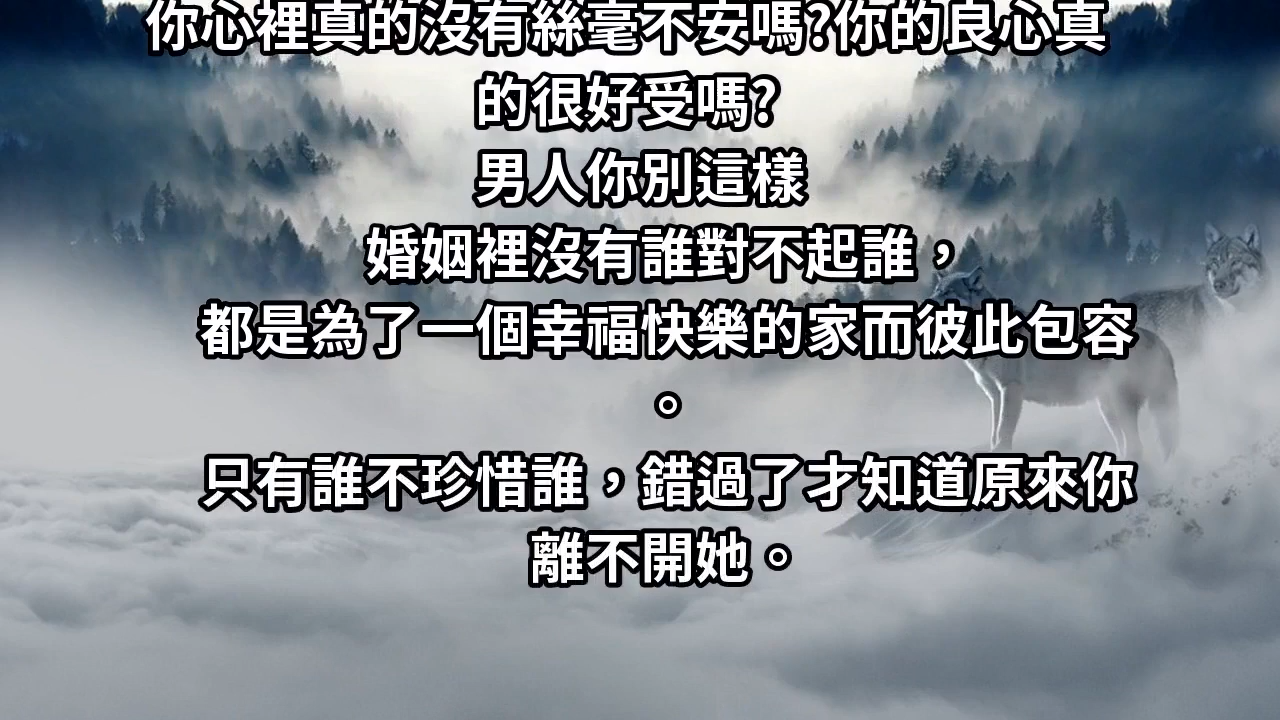 你心裡真的沒有絲毫不安嗎?你的良心真
的很好受嗎?
男人你別這樣
婚姻裡沒有誰對不起誰，
都是為了一個幸福快樂的家而彼此包容
。
只有誰不珍惜誰，錯過了才知道原來你
離不開她。